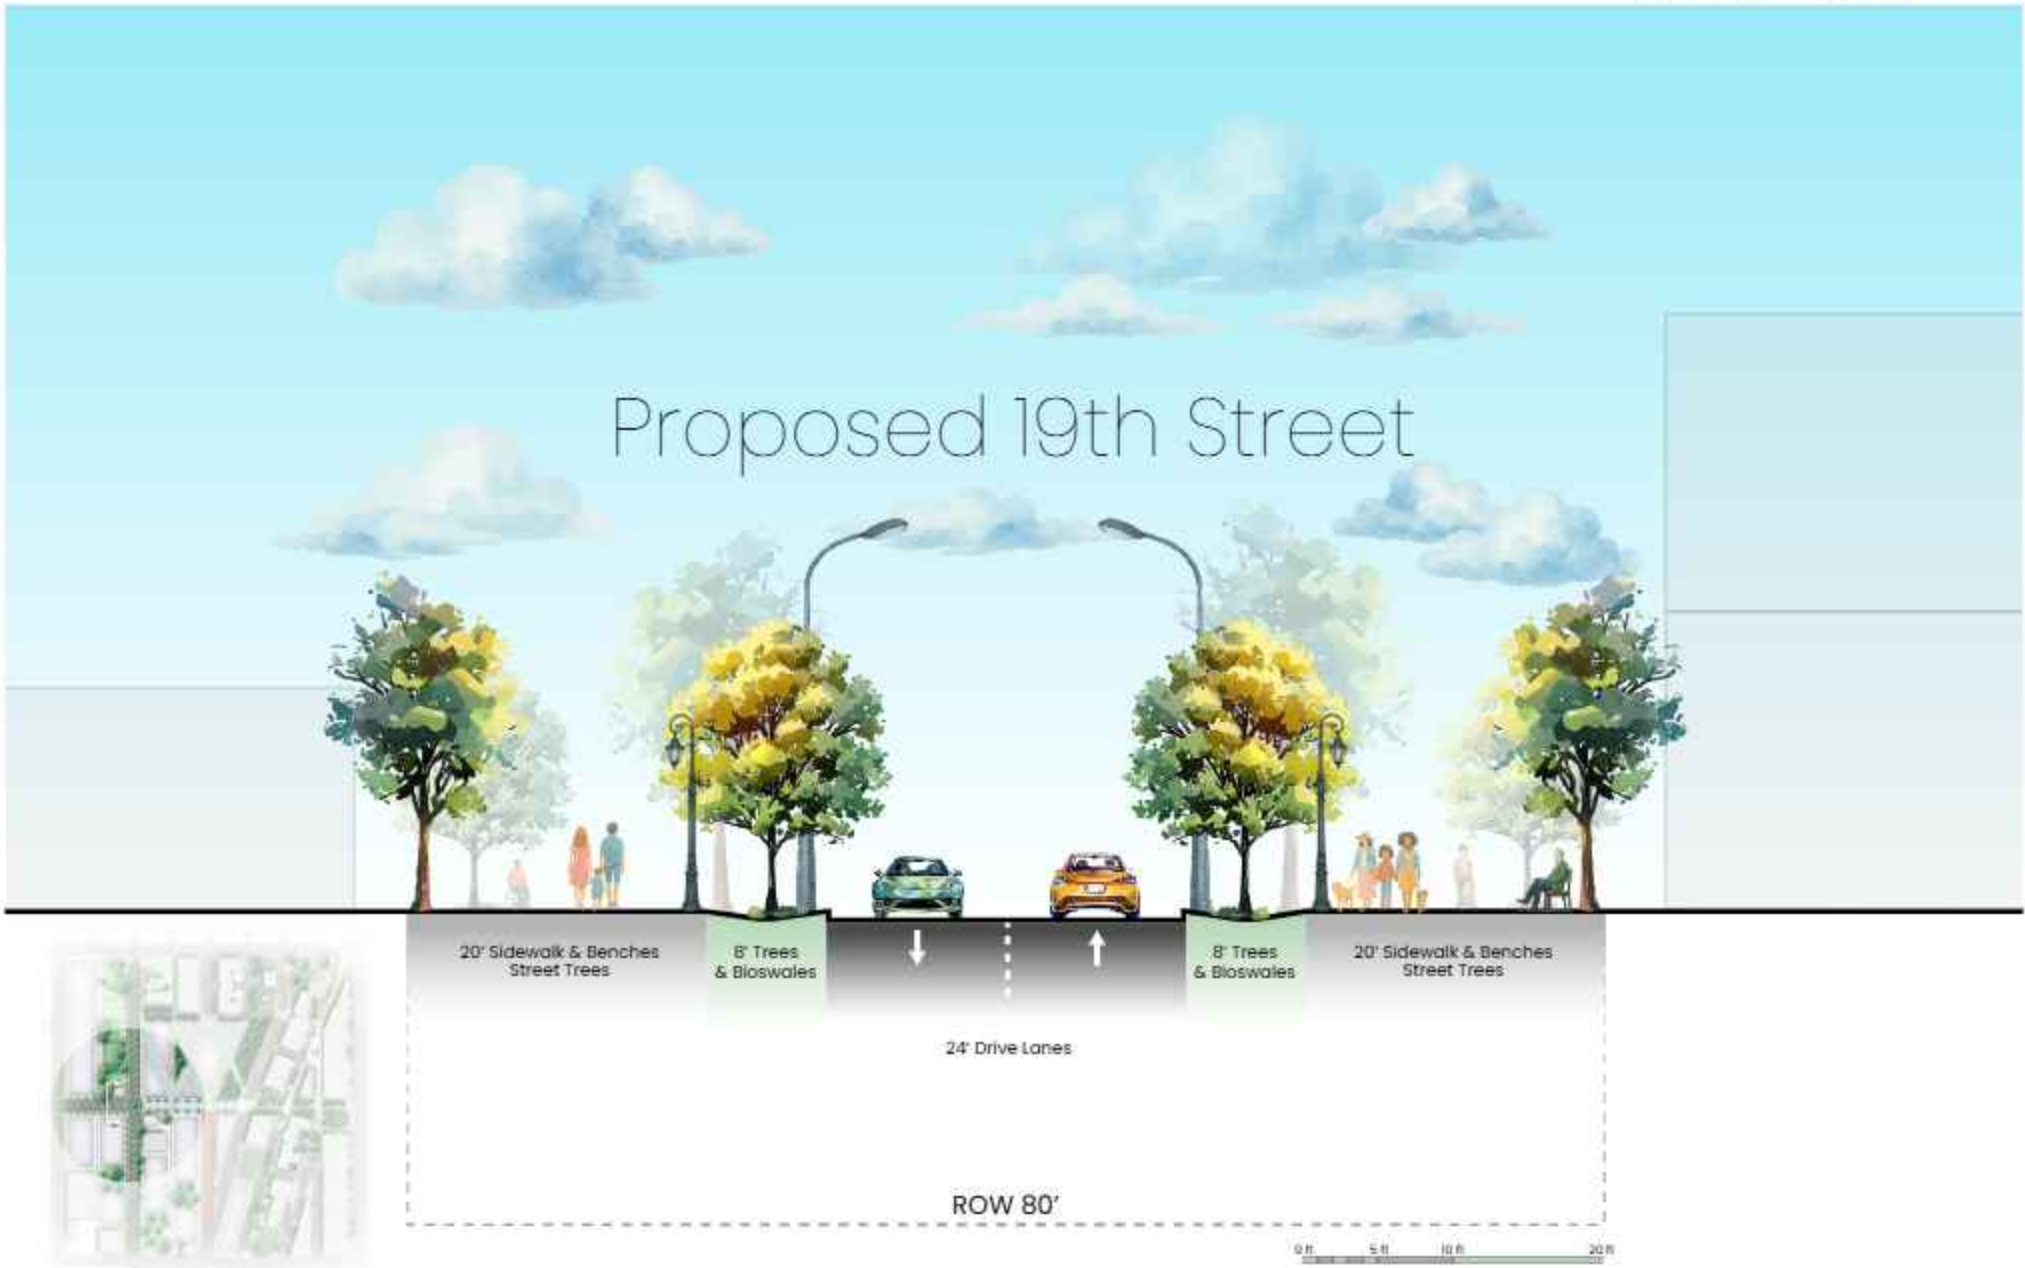 Proposed 19th Street
20' Sidewalk & Benches
Street Trees
8' Trees
& Bioswales
8' Trees
& Bioswales
20' Sidewalk & Benches
Street Trees
24' Drive Lanes
ROW 80'
0 ft 5 ft 10 ft 20 ft